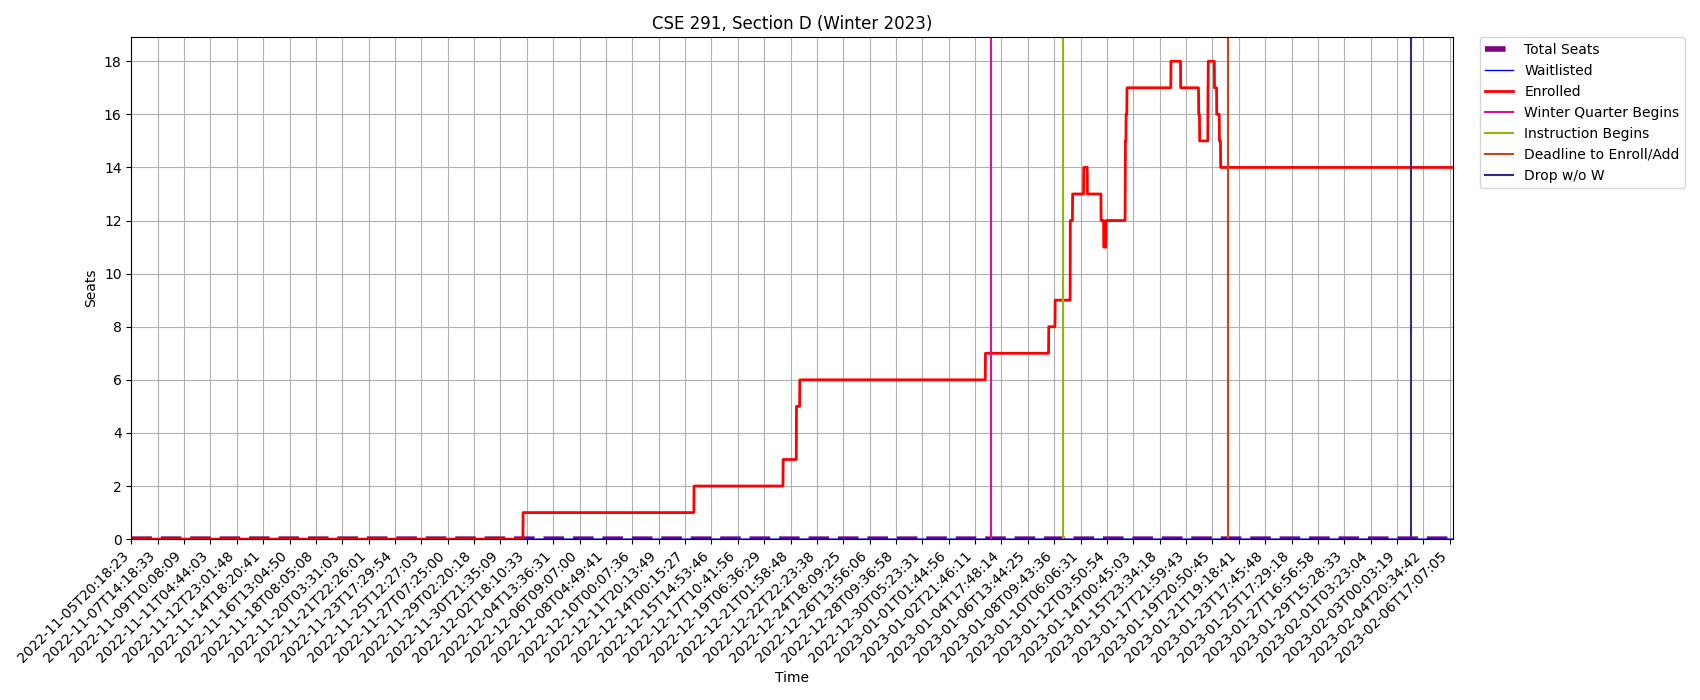 CSE 291, Section D (Winter 2023)
18
16
14
12
10
8
6
4
2
0
Seats
2022-11-05T20:18:23
2022-11-07T14:18:33
2022-11-09T10:08:09
2022-11-11T04:44:03
2022-11-12T23:01:48
2022-11-14T18:20:41
2022-11-16T13:04:50
2022-11-18T08:05:08
2022-11-20T03:31:03
2022-11-21T22:26:01
2022-11-23T17:29:54
2022-11-25T12:27:03
2022-11-27T07:25:00
2022-11-29T02:20:18
2022-11-30T21:35:09
2022-12-02T18:10:33
2022-12-04T13:36:31
2022-12-06T09:07:00
2022-12-08T04:49:41
2022-12-10T00:07:36
2022-12-11T20:13:49
2022-12-14T00:15:27
2022-12-15T14:53:46
2022-12-17T10:41:56
2022-12-19T06:36:29
2022-12-21T01:58:48
2022-12-22T22:23:38
2022-12-24T18:09:25
2022-12-26T13:56:06
2022-12-28T09:36:58
2022-12-30T05:23:31
2023-01-01T01:44:56
2023-01-02T21:46:11
2023-01-04T17:48:14
2023-01-06T13:44:25
2023-01-08T09:43:36
2023-01-10T06:06:31
2023-01-12T03:50:54
2023-01-14T00:45:03
2023-01-15T23:34:18
2023-01-17T21:59:43
2023-01-19T20:50:45
2023-01-21T19:18:41
2023-01-23T17:45:48
2023-01-25T17:29:18
2023-01-27T16:56:58
2023-01-29T15:28:33
2023-02-01T03:23:04
2023-02-03T00:03:19
2023-02-04T20:34:42
2023-02-06T17:07:05
Time
Total Seats
Waitlisted
Enrolled
Winter Quarter Begins
Instruction Begins
Deadline to Enroll/Add
Drop w/o W